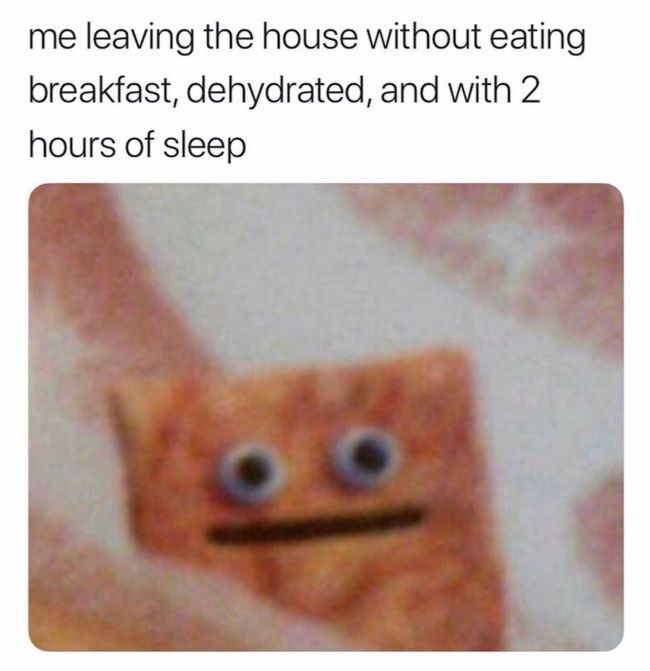 me leaving the house without eating
breakfast, dehydrated, and with 2
hours of sleep